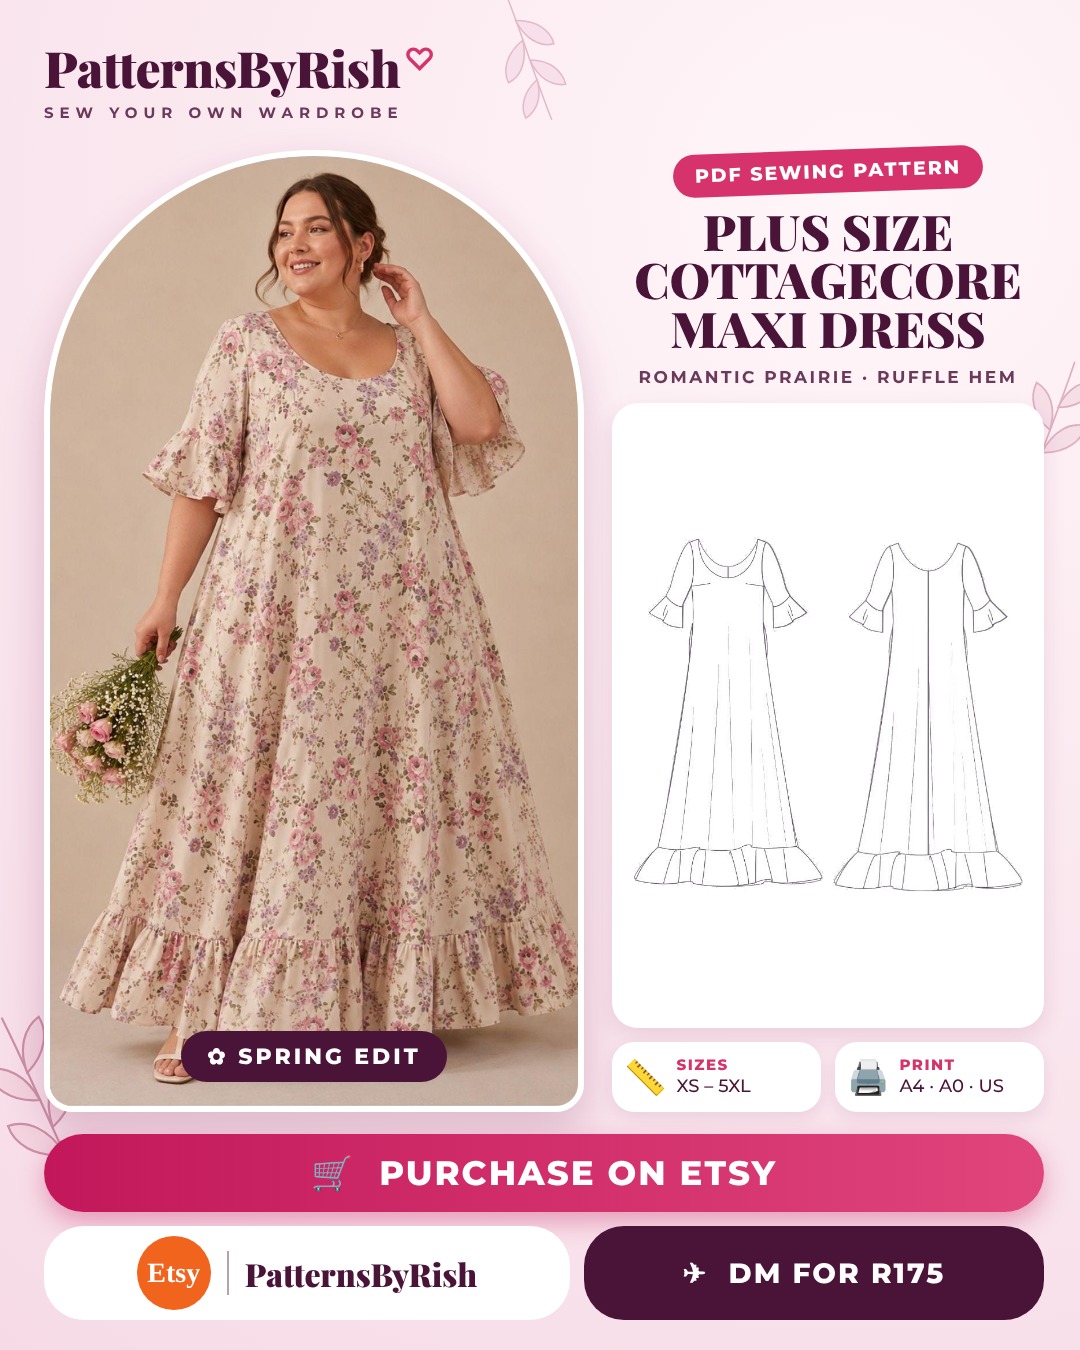 PatternsByRish
SEW YOUR OWN WARDROBE
PDF SEWING PATTERN
PLUS SIZE
COTTAGECORE
MAXI DRESS
ROMANTIC PRAIRIE · RUFFLE HEM
✿ SPRING EDIT
SIZES
XS – 5XL
PRINT
A4 · A0 · US
PURCHASE ON ETSY
Etsy
PatternsByRish
DM FOR R175